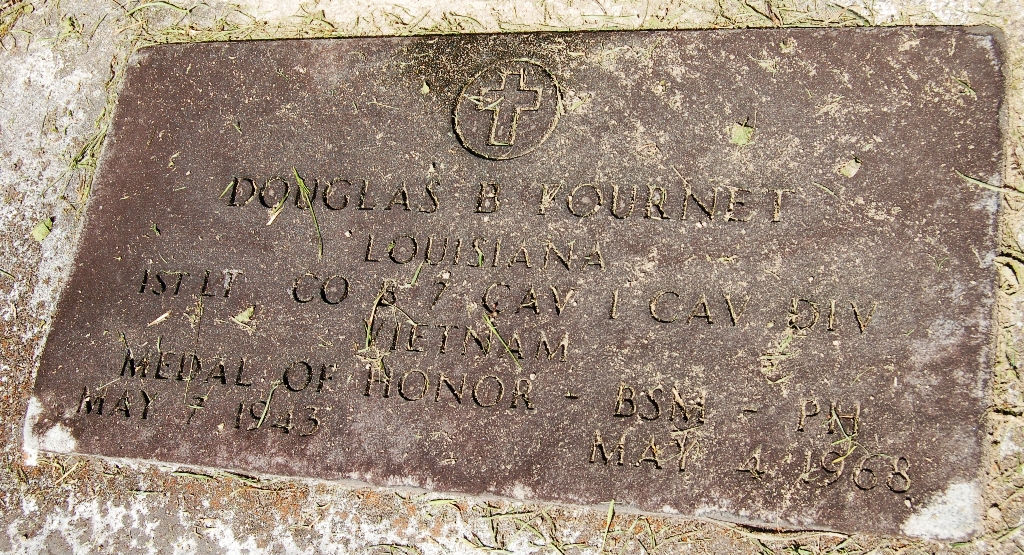 DOUGLAS B FOURNET
LOUISIANA
1ST LT CO B 7 CAV 1 CAV DIV
VIETNAM
MEDAL OF HONOR - BSM - PH
MAY 7 1943 MAY 4 1968